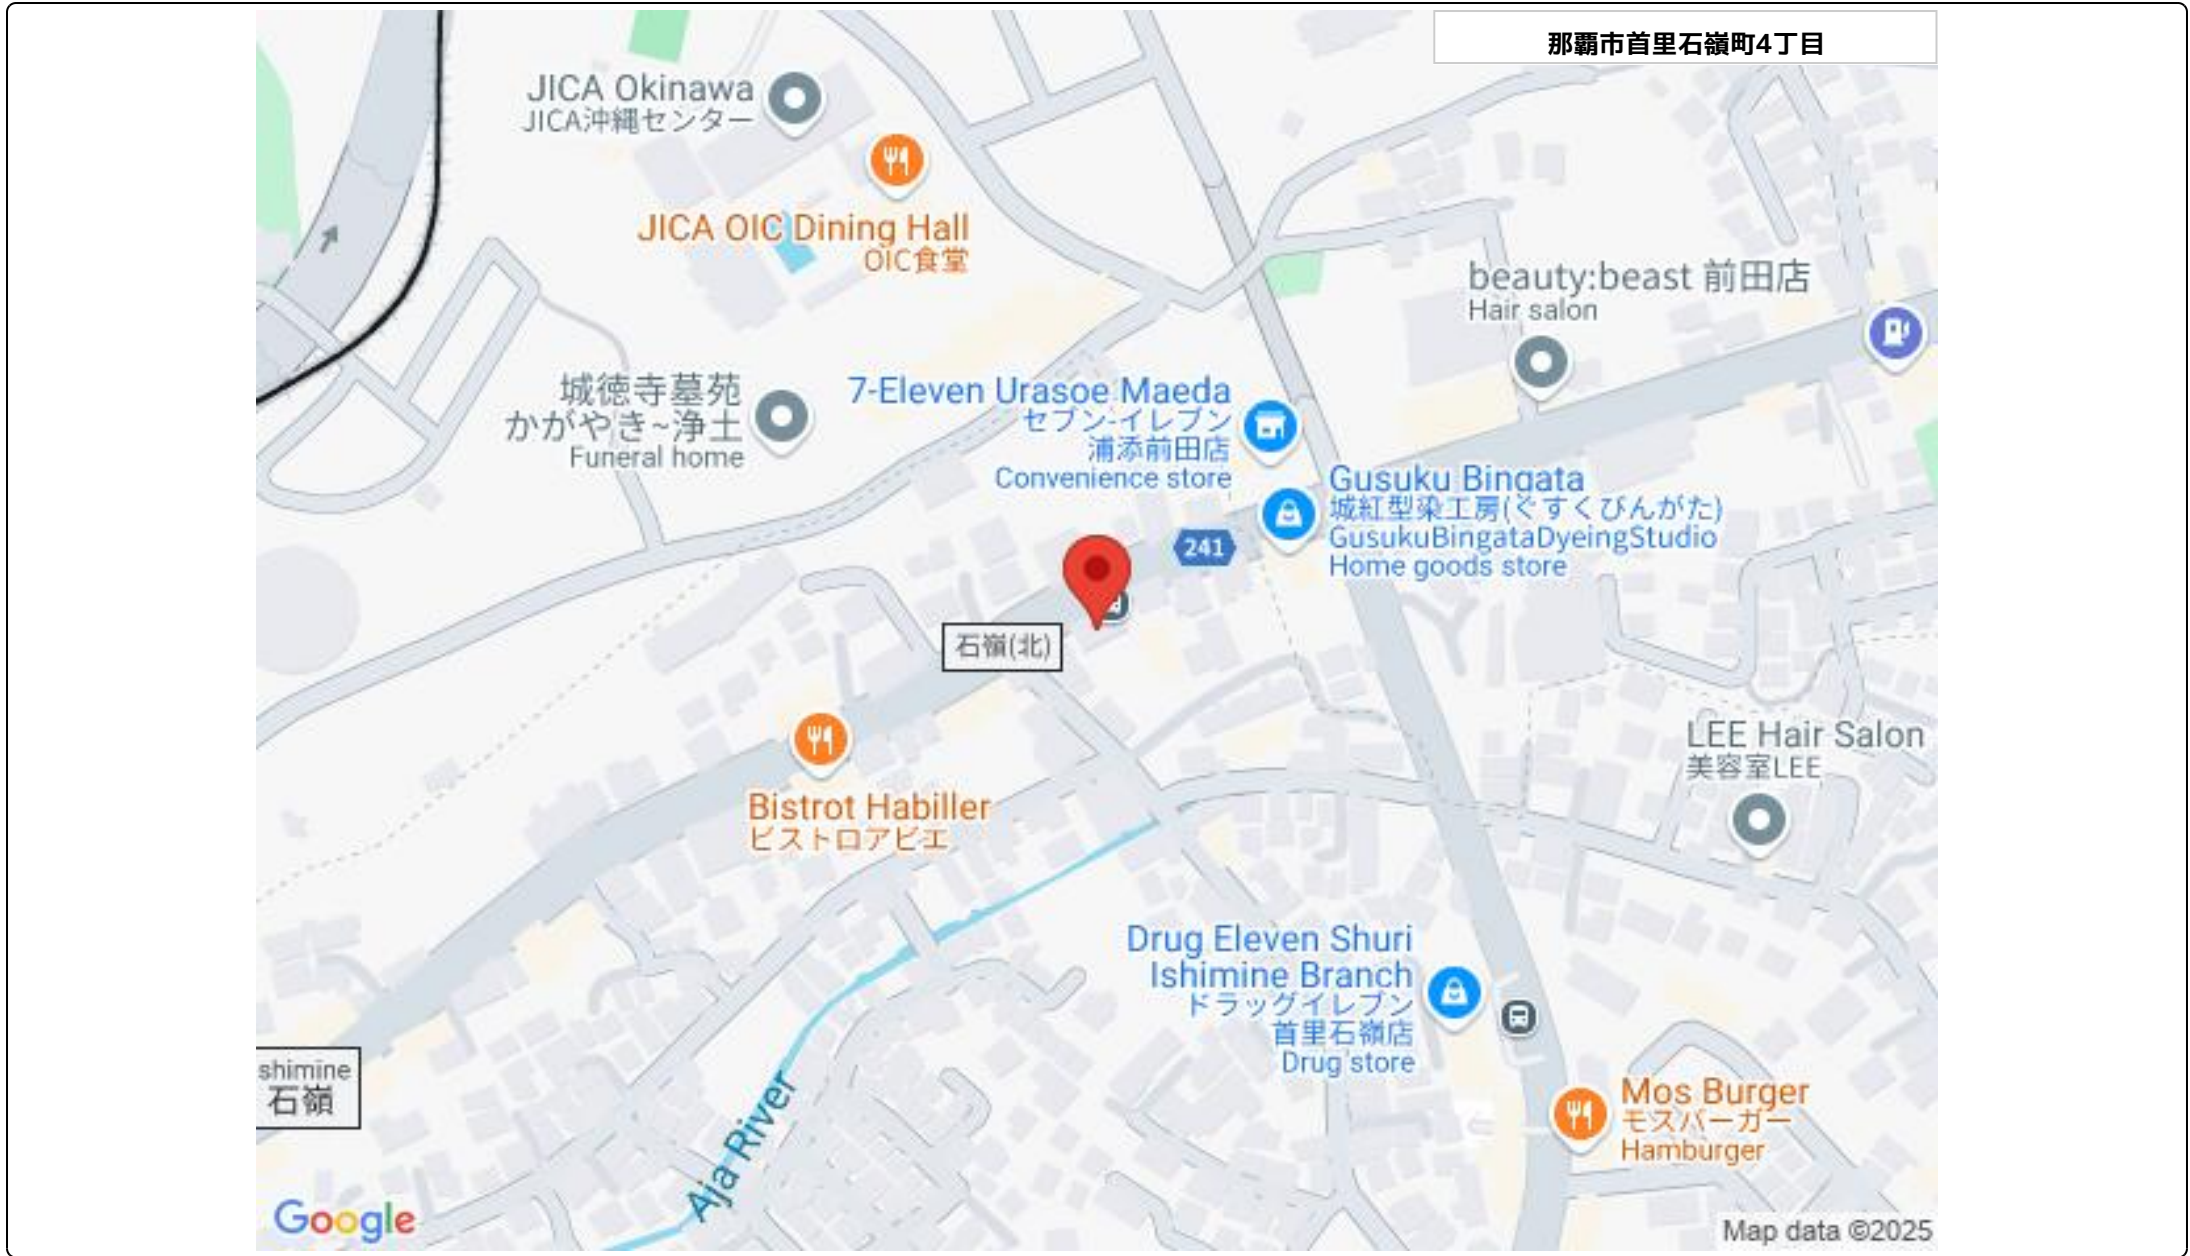 那覇市首里石嶺町4丁目
JICA Okinawa
JICA沖縄センター
JICA OIC Dining Hall
OIC食堂
beauty:beast 前田店
Hair salon
城徳寺墓苑
かがやき~浄土
Funeral home
7-Eleven Urasoe Maeda
セブン-イレブン
浦添前田店
Convenience store
Gusuku Bingata
城紅型染工房(ぐすくびんがた)
GusukuBingataDyeingStudio
Home goods store
241
石嶺(北)
LEE Hair Salon
美容室LEE
Bistrot Habiller
ビストロアビエ
Drug Eleven Shuri
Ishimine Branch
ドラッグイレブン
首里石嶺店
Drug store
shimine
石嶺
Aja River
Mos Burger
モスバーガー
Hamburger
Google
Map data ©2025